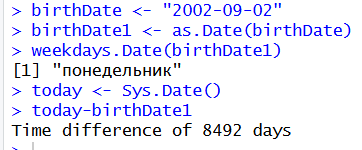 > birthDate <- "2002-09-02"
> birthDate1 <- as.Date(birthDate)
> weekdays.Date(birthDate1)
[1] "понедельник"
> today <- Sys.Date()
> today-birthDate1
Time difference of 8492 days
>